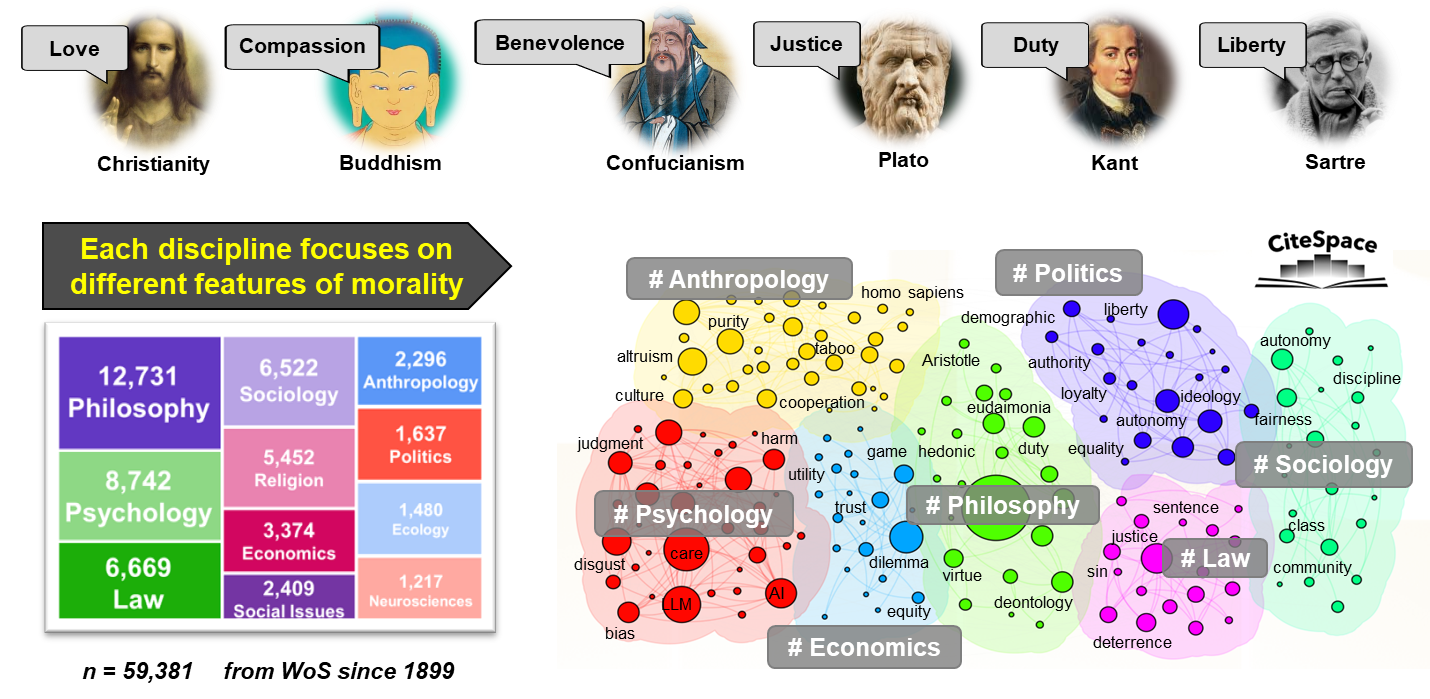 Love
Compassion
Benevolence
Justice
Duty
Liberty
Christianity
Buddhism
Confucianism
Plato
Kant
Sartre
Each discipline focuses on
different features of morality
12,731
Philosophy
8,742
Psychology
6,669
Law
6,522
Sociology
5,452
Religion
3,374
Economics
2,409
Social Issues
2,296
Anthropology
1,637
Politics
1,480
Ecology
1,217
Neurosciences
n = 59,381 from WoS since 1899
CiteSpace
# Anthropology
homo sapiens
purity
altruism
taboo
culture
cooperation
# Politics
demographic
liberty
authority
loyalty
ideology
autonomy
equality
fairness
autonomy
discipline
# Sociology
class
community
Aristotle
eudaimonia
hedonic
duty
# Philosophy
virtue
deontology
judgment
harm
# Psychology
care
disgust
LLM
AI
bias
utility
game
trust
dilemma
equity
# Economics
sentence
justice
# Law
sin
deterrence